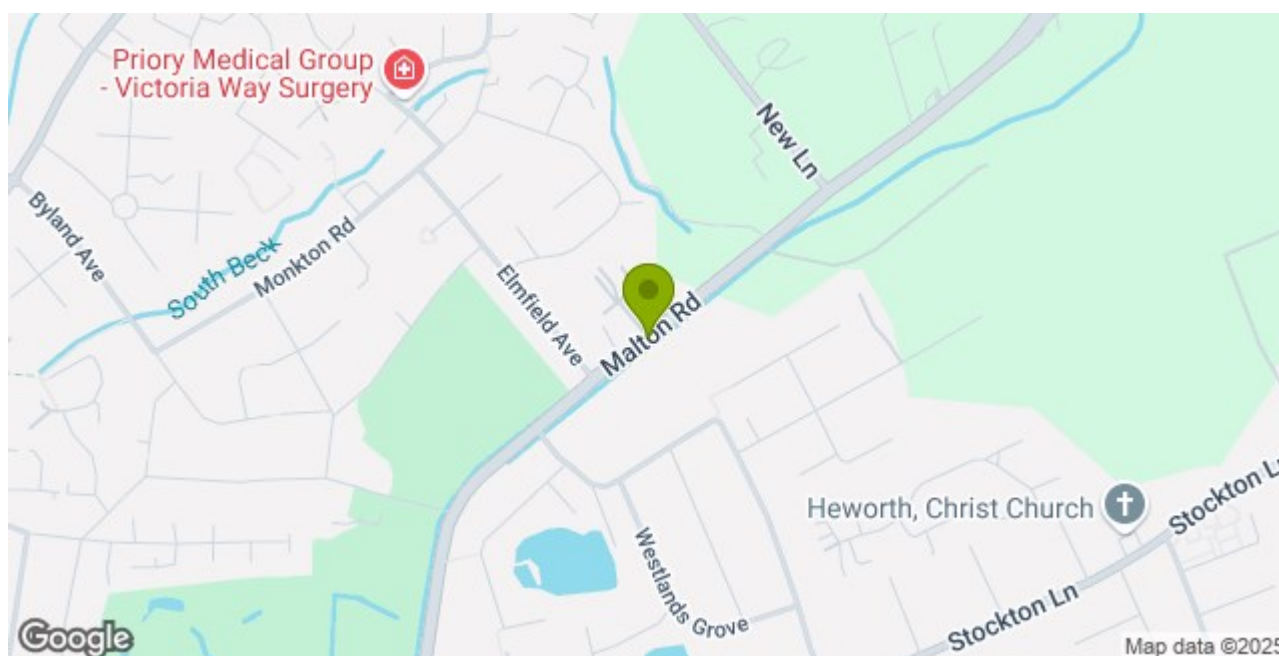 Priory Medical Group
- Victoria Way Surgery
New Ln
Byland Ave
South Beck
Monkton Rd
Elmfield Ave
Malton Rd
Heworth, Christ Church
Stockton Ln
Westlands Grove
Stockton Ln
Google
Map data ©2025